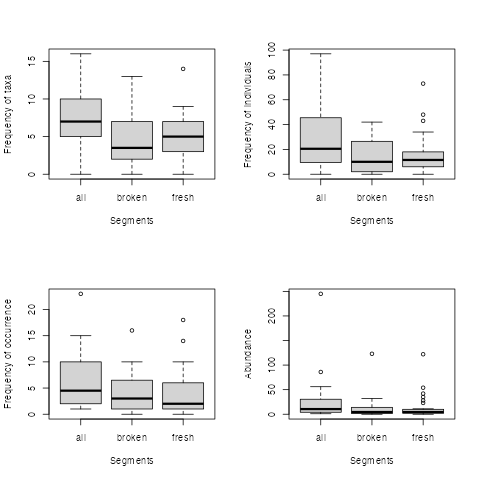 Frequency of taxa
15
10
5
0
all broken fresh
Segments
Frequency of individuals
100
80
60
40
20
0
all broken fresh
Segments
Frequency of occurrence
20
15
10
5
0
all broken fresh
Segments
Abundance
200
100
50
0
all broken fresh
Segments